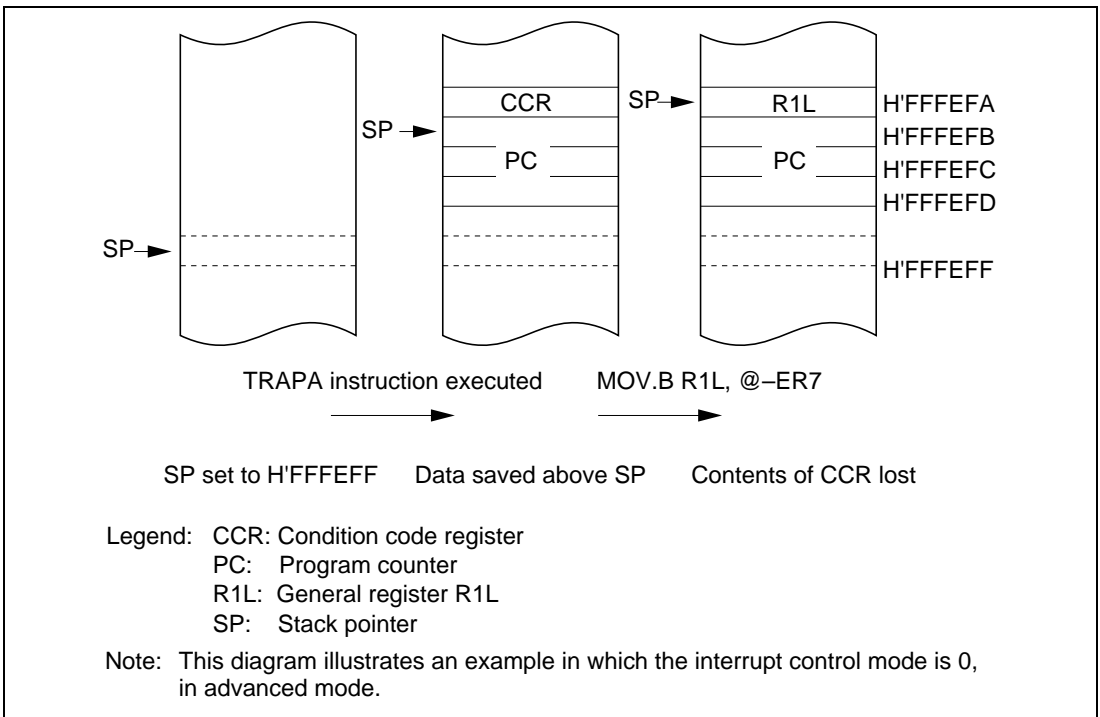 CCR
SP
R1L
H'FFFEFA
SP
H'FFFEFB
PC
PC
H'FFFEFC
H'FFFEFD
SP
H'FFFEFF
TRAPA instruction executed
MOV.B R1L, @–ER7
SP set to H'FFFEFF
Data saved above SP
Contents of CCR lost
Legend: CCR: Condition code register
PC: Program counter
R1L: General register R1L
SP: Stack pointer
Note: This diagram illustrates an example in which the interrupt control mode is 0,
in advanced mode.